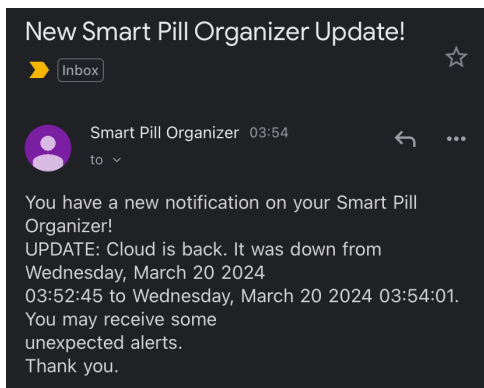 New Smart Pill Organizer Update!
Inbox
Smart Pill Organizer 03:54
to
You have a new notification on your Smart Pill
Organizer!
UPDATE: Cloud is back. It was down from
Wednesday, March 20 2024
03:52:45 to Wednesday, March 20 2024 03:54:01.
You may receive some
unexpected alerts.
Thank you.